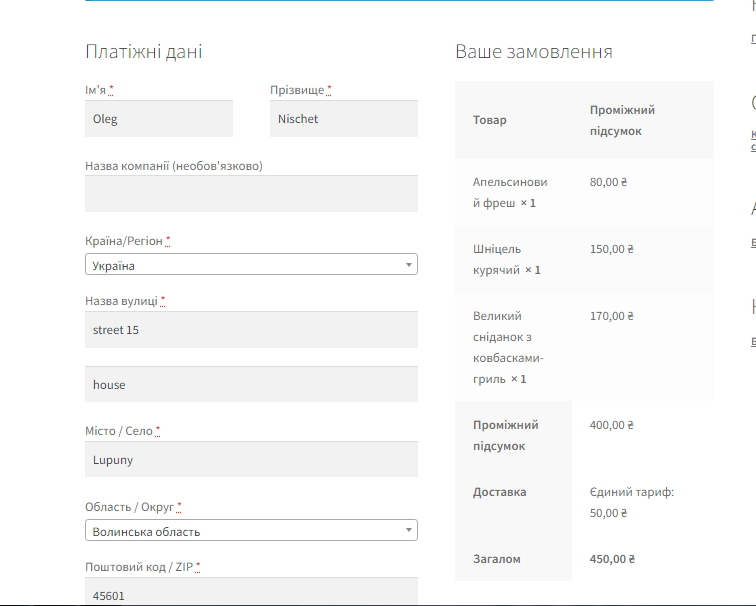 Платіжні дані
Ім'я *
Прізвище *
Oleg
Nischet
Назва компанії (необов'язково)
Країна/Регіон *
Україна
Назва вулиці *
street 15
house
Місто / Село *
Lupuny
Область / Округ *
Волинська область
Поштовий код / ZIP *
45601
Ваше замовлення
Товар
Проміжний
підсумок
Апельсинови
й фреш × 1
80,00 ₴
Шніцель
курячий × 1
150,00 ₴
Великий
сніданок з
ковбасками-
гриль × 1
170,00 ₴
Проміжний
підсумок
400,00 ₴
Доставка
Єдиний тариф:
50,00 ₴
Загалом
450,00 ₴